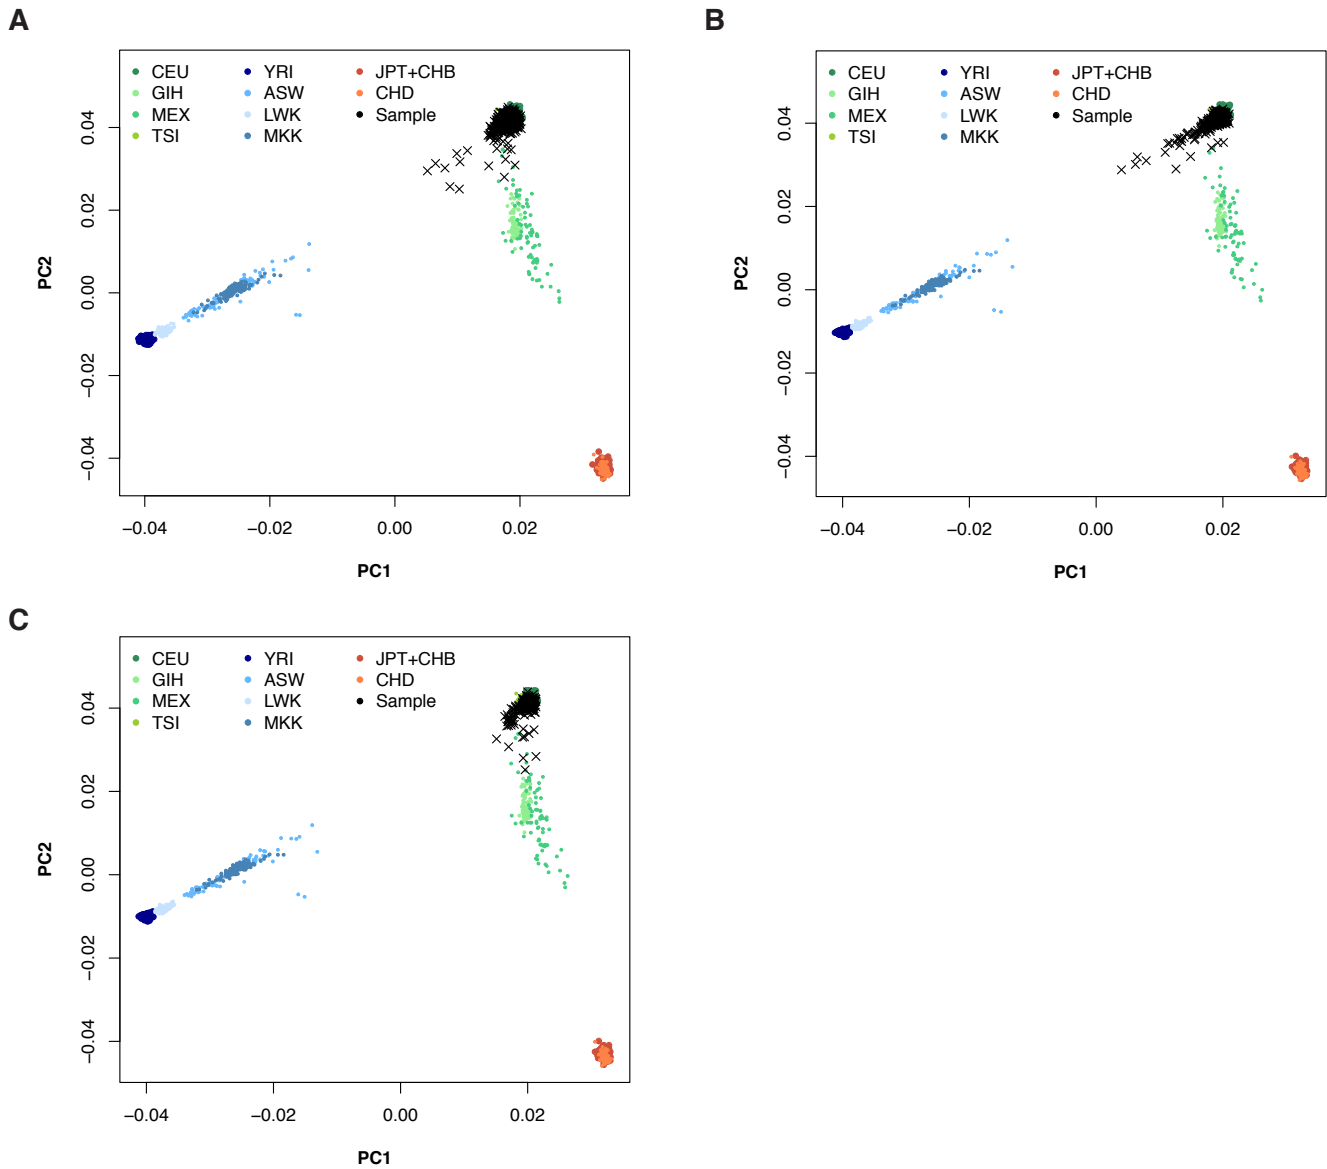 A
CEU YRI JPT+CHB
GIH ASW CHD
MEX LWK Sample
TSI MKK
PC2
0.04
0.02
0.00
−0.02
−0.04
−0.04 −0.02 0.00 0.02
PC1
B
CEU YRI JPT+CHB
GIH ASW CHD
MEX LWK Sample
TSI MKK
PC2
0.04
0.02
0.00
−0.02
−0.04
−0.04 −0.02 0.00 0.02
PC1
C
CEU YRI JPT+CHB
GIH ASW CHD
MEX LWK Sample
TSI MKK
PC2
0.04
0.02
0.00
−0.02
−0.04
−0.04 −0.02 0.00 0.02
PC1